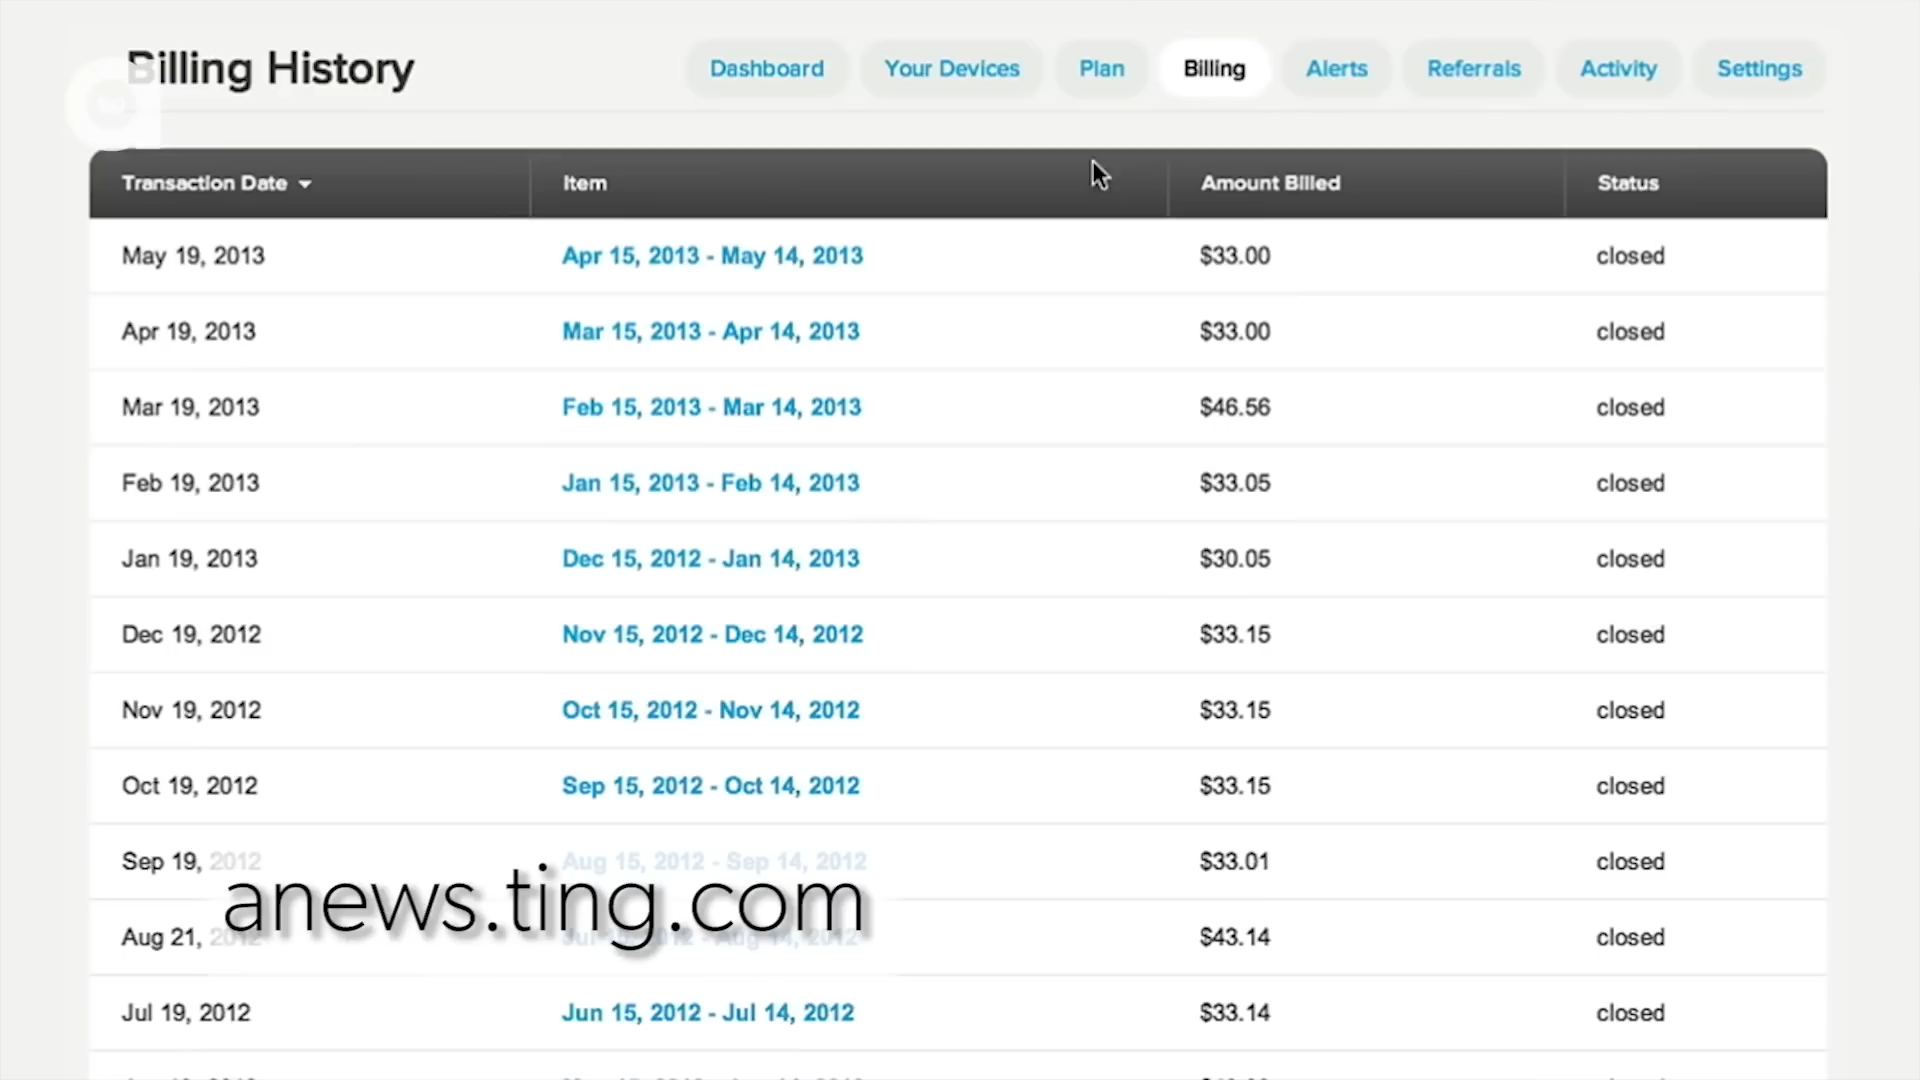 Billing History
Dashboard
Your Devices
Plan
Billing
Alerts
Referrals
Activity
Settings
Transaction Date Item Amount Billed Status
May 19, 2013 Apr 15, 2013 - May 14, 2013 $33.00 closed
Apr 19, 2013 Mar 15, 2013 - Apr 14, 2013 $33.00 closed
Mar 19, 2013 Feb 15, 2013 - Mar 14, 2013 $46.56 closed
Feb 19, 2013 Jan 15, 2013 - Feb 14, 2013 $33.05 closed
Jan 19, 2013 Dec 15, 2012 - Jan 14, 2013 $30.05 closed
Dec 19, 2012 Nov 15, 2012 - Dec 14, 2012 $33.15 closed
Nov 19, 2012 Oct 15, 2012 - Nov 14, 2012 $33.15 closed
Oct 19, 2012 Sep 15, 2012 - Oct 14, 2012 $33.15 closed
Sep 19, 2012 Aug 15, 2012 - Sep 14, 2012 $33.01 closed
anews.ting.com
Aug 21, 2012 Jul 15, 2012 - Aug 14, 2012 $43.14 closed
Jul 19, 2012 Jun 15, 2012 - Jul 14, 2012 $33.14 closed